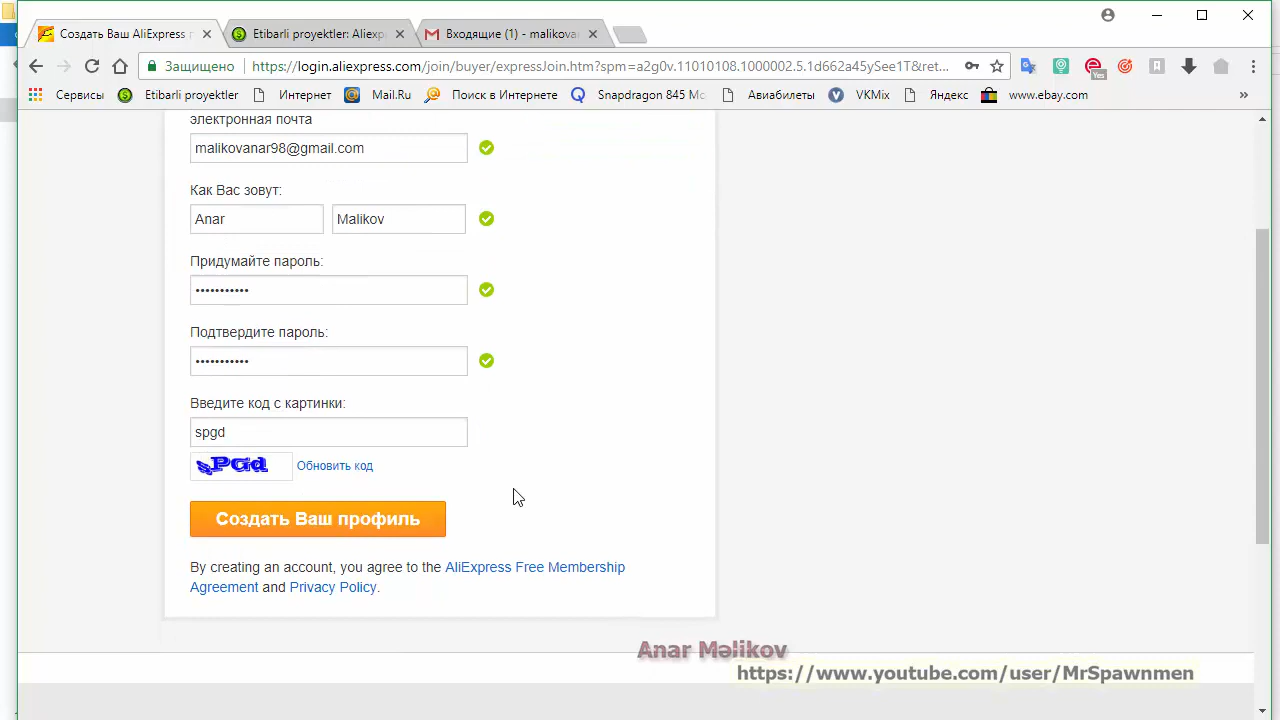 Создать Ваш AliExpress
Etibarli proyektler: Aliexp
Входящие (1) - malikova
Защищено
https://login.aliexpress.com/join/buyer/expressJoin.htm?spm=a2g0v.11010108.1000002.5.1d662a45ySee1T&ret...
Yes
Сервисы
Etibarli proyektler
Интернет
Mail.Ru
Поиск в Интернете
Snapdragon 845 Mo
Авиабилеты
VKMix
Яндекс
www.ebay.com
»
электронная почта
malikovanar98@gmail.com
Как Вас зовут:
Anar Malikov
Придумайте пароль:
•••••••••••
Подтвердите пароль:
•••••••••••
Введите код с картинки:
spgd
sPGd Обновить код
Создать Ваш профиль
By creating an account, you agree to the AliExpress Free Membership
Agreement and Privacy Policy.
Anar Məlikov
https://www.youtube.com/user/MrSpawnmen